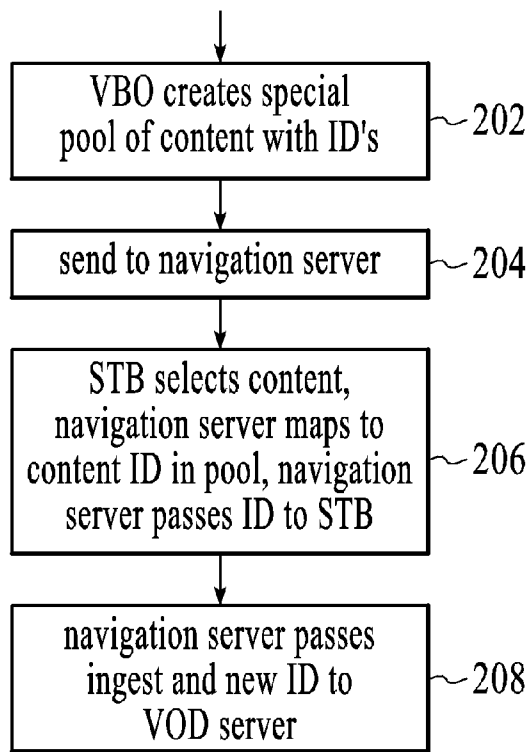 VBO creates special
pool of content with ID's
202
send to navigation server
204
STB selects content,
navigation server maps to
content ID in pool, navigation
server passes ID to STB
206
navigation server passes
ingest and new ID to
VOD server
208